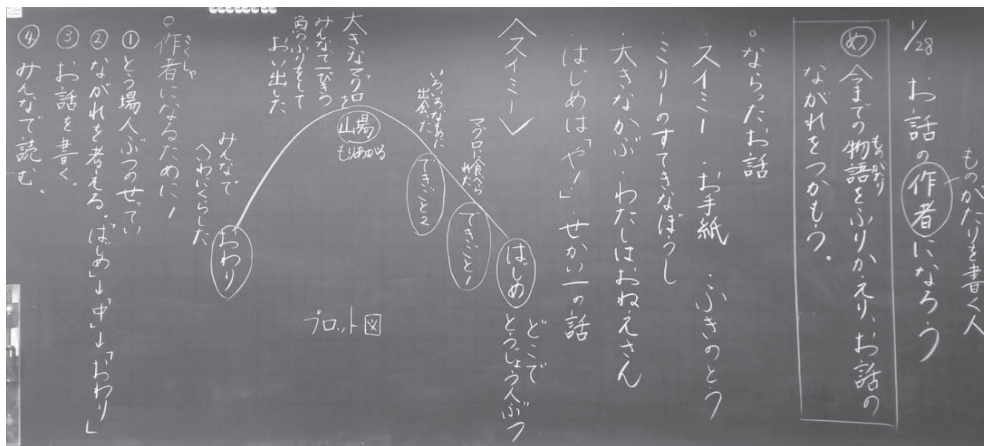 1/28 お話の作者になろう
ものがたりを書く人
め 今までの物語をふりかえり、お話の
ものがたり
ながれをつかもう。
○ならったお話
・スイミー ・お手紙 ・ふきのとう
・ミリーのすてきなぼうし
・大きなかぶ ・わたしはおねえさん
・はじめは「や!」 ・せかい一の話
〈スイミー〉
はじめ
どこで
とうじょう人ぶつ
できごと1
マグロに食べら
れた
できごと2
いろいろなものに
出会った
山場
もりあがる
大きなマグロを
みんなで一ぴきの
魚のふりをして
おい出した
おわり
みんなで
へいわにくらした
プロット図
○作者になるために!
さくしゃ
①とう場人ぶつのせってい
②ながれを考える。「はじめ」→「中」→「おわり」
③お話を書く。
④みんなで読む。